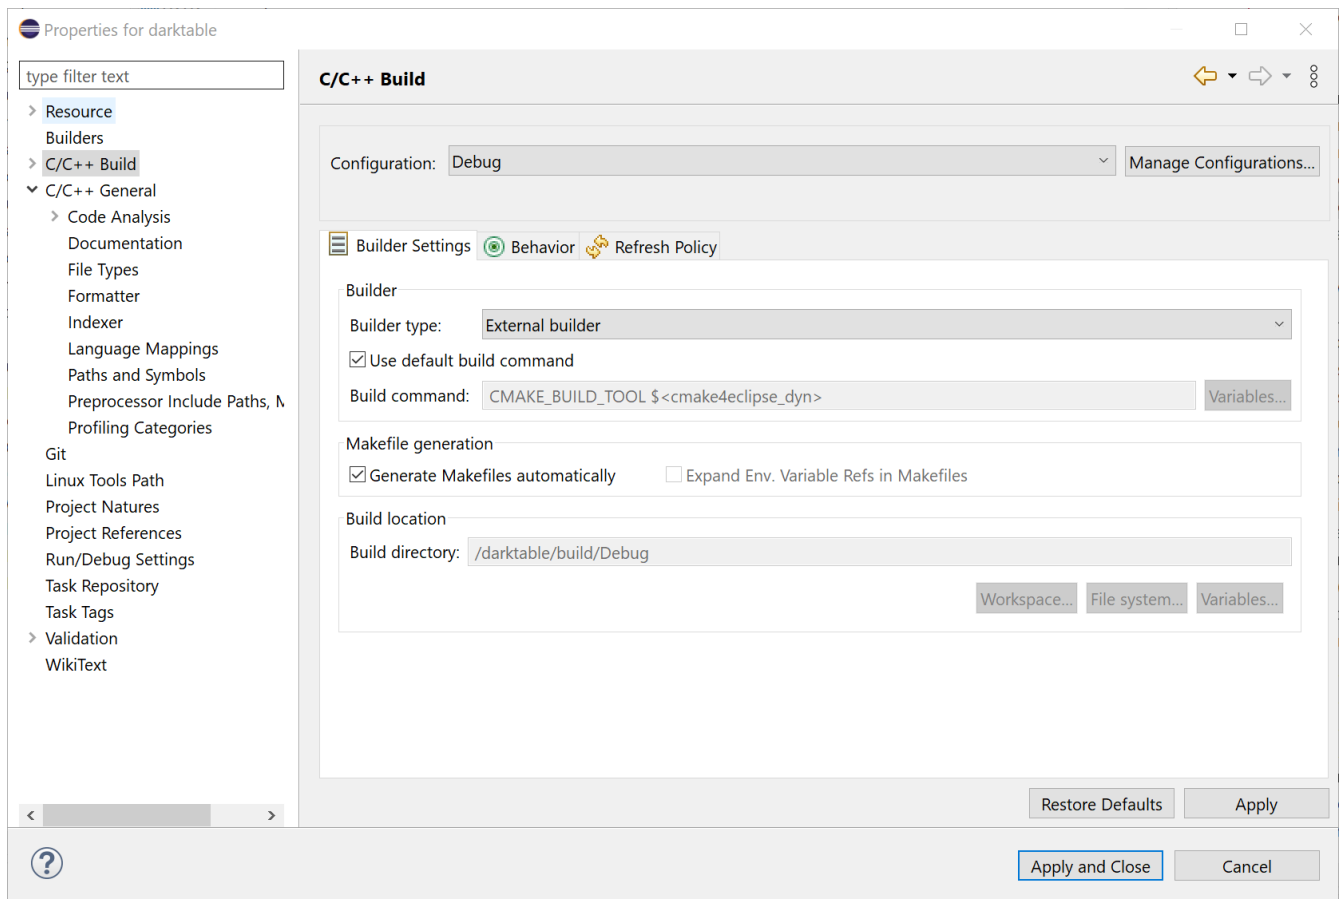 Properties for darktable
type filter text
Resource
Builders
C/C++ Build
C/C++ General
Code Analysis
Documentation
File Types
Formatter
Indexer
Language Mappings
Paths and Symbols
Preprocessor Include Paths, M
Profiling Categories
Git
Linux Tools Path
Project Natures
Project References
Run/Debug Settings
Task Repository
Task Tags
Validation
WikiText
C/C++ Build
Configuration: Debug Manage Configurations...
Builder Settings Behavior Refresh Policy
Builder
Builder type: External builder
Use default build command
Build command: CMAKE_BUILD_TOOL $<cmake4eclipse_dyn> Variables...
Makefile generation
Generate Makefiles automatically Expand Env. Variable Refs in Makefiles
Build location
Build directory: /darktable/build/Debug
Workspace... File system... Variables...
Restore Defaults Apply
? Apply and Close Cancel